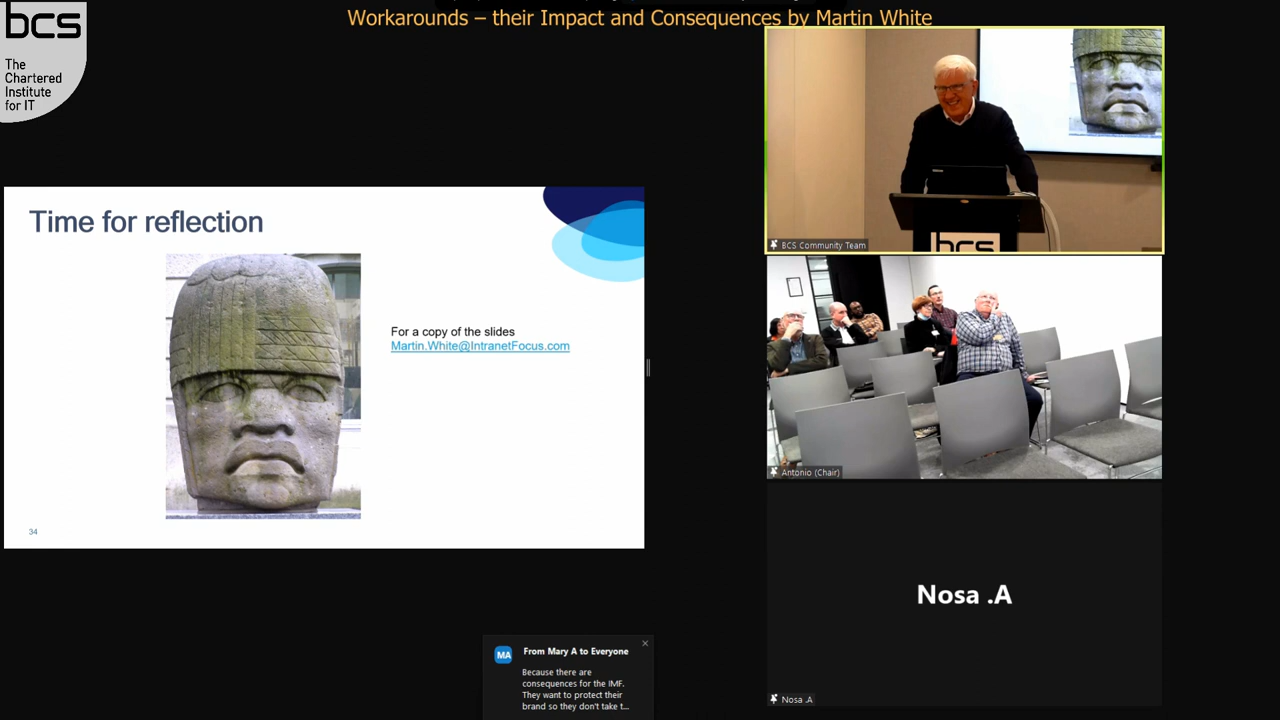 Workarounds – their Impact and Consequences by Martin White
bcs
The
Chartered
Institute
for IT
Time for reflection
For a copy of the slides
Martin.White@IntranetFocus.com
34
bcs
BCS Community Team
Antonio (Chair)
Nosa .A
Nosa .A
MA
From Mary A to Everyone
Because there are
consequences for the IMF.
They want to protect their
brand so they don't take t...